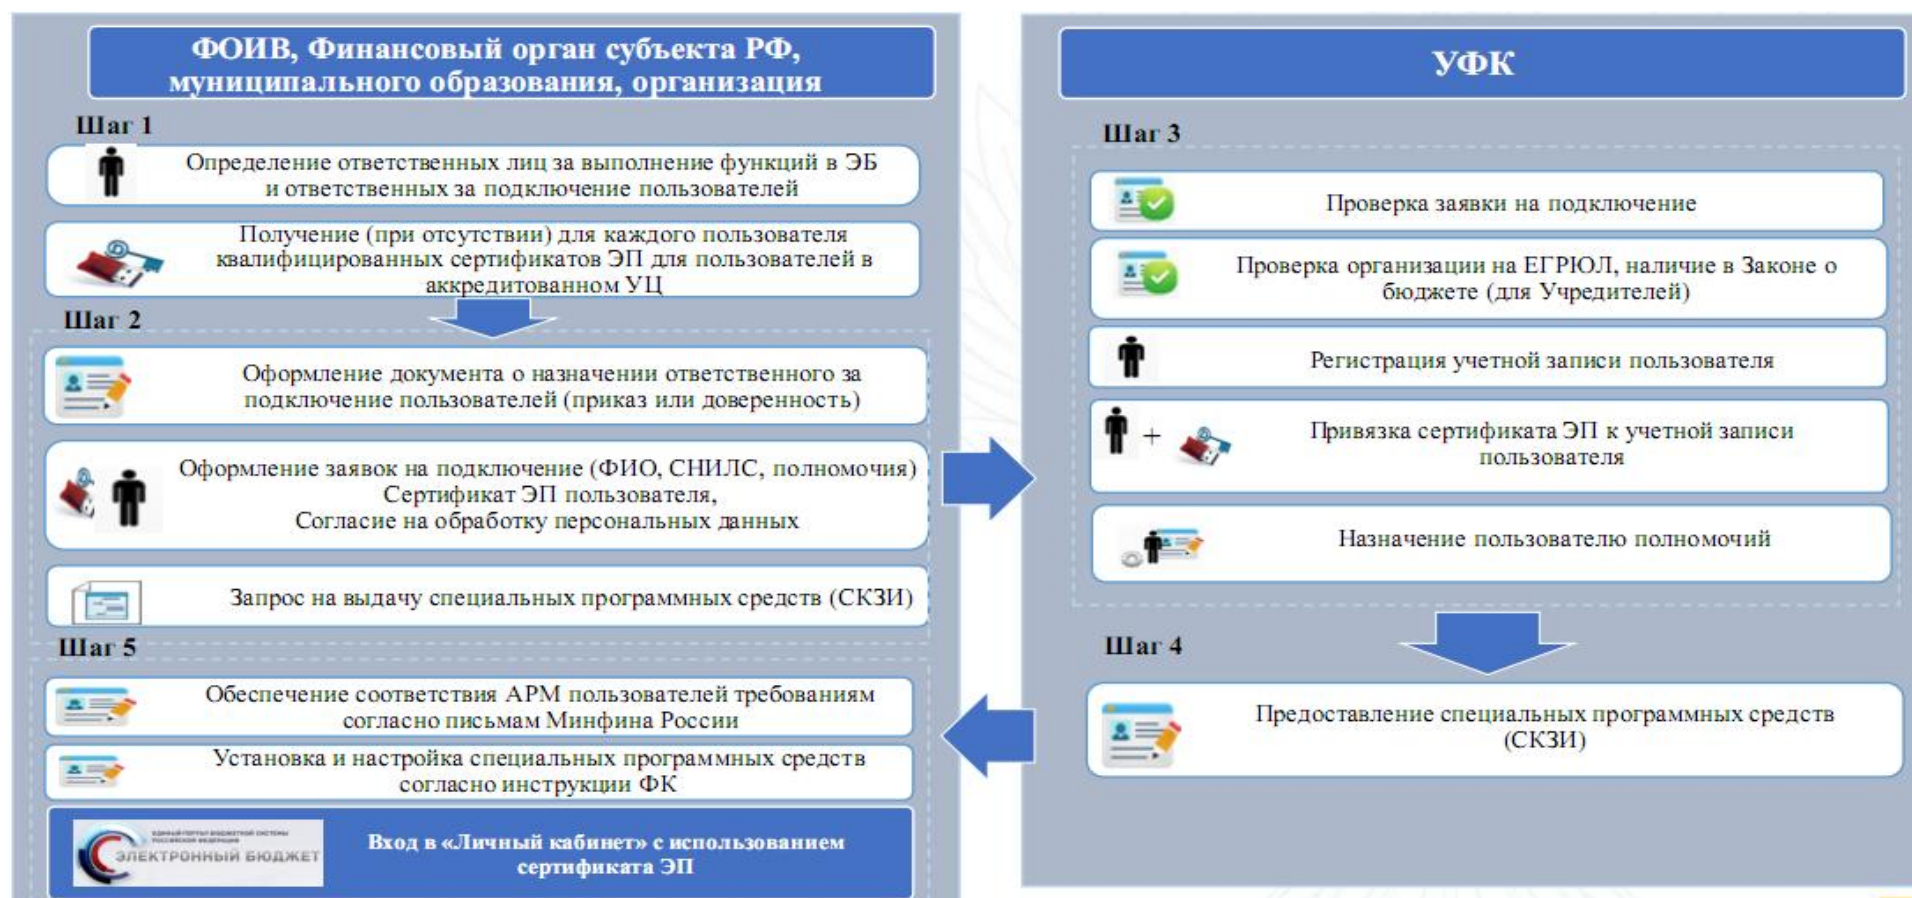 ФОИВ, Финансовый орган субъекта РФ,
муниципального образования, организация
Шаг 1
Определение ответственных лиц за выполнение функций в ЭБ
и ответственных за подключение пользователей
Получение (при отсутствии) для каждого пользователя
квалифицированных сертификатов ЭП для пользователей в
аккредитованном УЦ
Шаг 2
Оформление документа о назначении ответственного за
подключение пользователей (приказ или доверенность)
Оформление заявок на подключение (ФИО, СНИЛС, полномочия)
Сертификат ЭП пользователя,
Согласие на обработку персональных данных
Запрос на выдачу специальных программных средств (СКЗИ)
Шаг 5
Обеспечение соответствия АРМ пользователей требованиям
согласно письмам Минфина России
Установка и настройка специальных программных средств
согласно инструкции ФК
ЕДИНЫЙ ПОРТАЛ БЮДЖЕТНОЙ СИСТЕМЫ
РОССИЙСКОЙ ФЕДЕРАЦИИ
ЭЛЕКТРОННЫЙ БЮДЖЕТ
Вход в «Личный кабинет» с использованием
сертификата ЭП
УФК
Шаг 3
Проверка заявки на подключение
Проверка организации на ЕГРЮЛ, наличие в Законе о
бюджете (для Учредителей)
Регистрация учетной записи пользователя
+
Привязка сертификата ЭП к учетной записи
пользователя
Назначение пользователю полномочий
Шаг 4
Предоставление специальных программных средств
(СКЗИ)